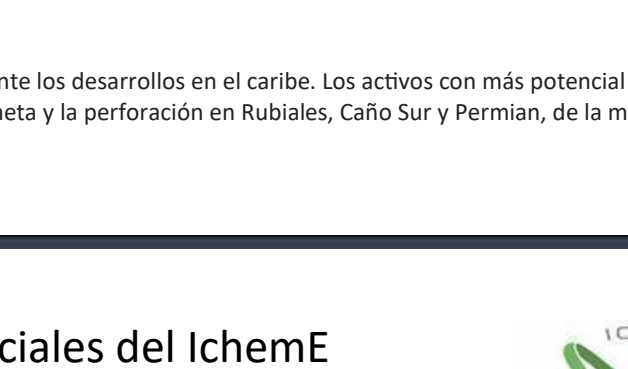 nte los desarrollos en el caribe. Los activos con más potencial
neta y la perforación en Rubiales, Caño Sur y Permian, de la m
ciales del IchemE
IC